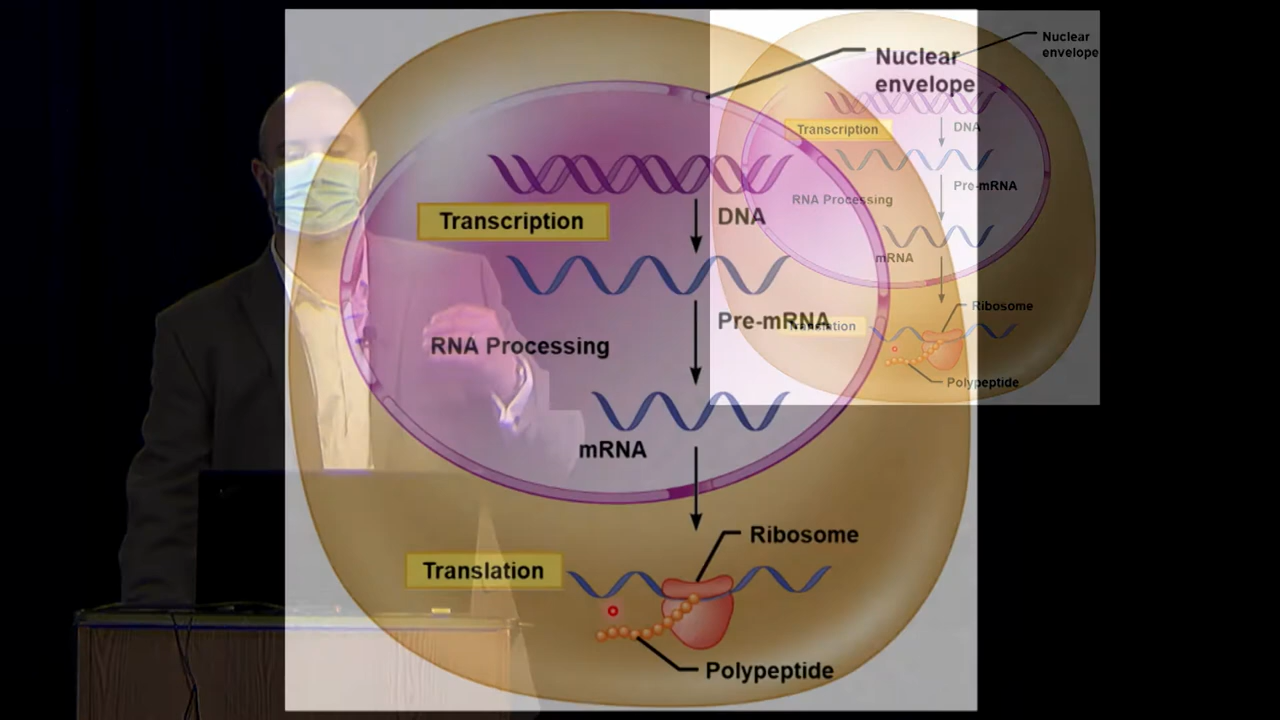 Nuclear
envelope
Transcription
DNA
Pre-mRNA
RNA Processing
mRNA
Ribosome
Translation
Polypeptide
Nuclear
envelope
Transcription
DNA
Pre-mRNA
RNA Processing
mRNA
Ribosome
Translation
Polypeptide